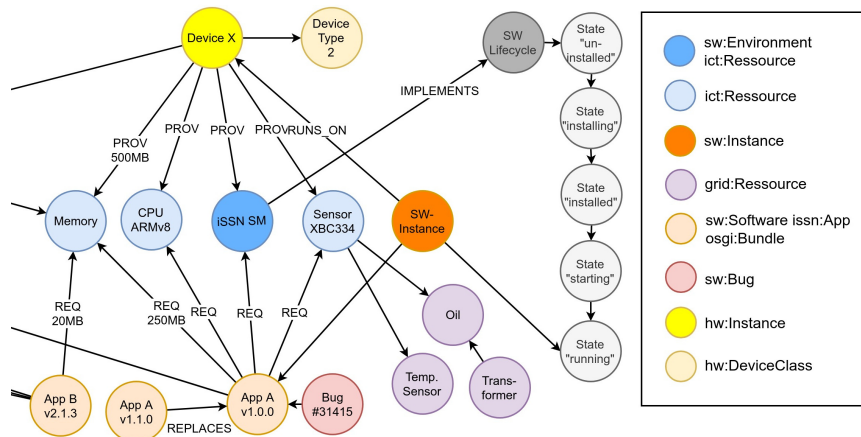 Device X
Device
Type
2
SW
Lifecycle
State
"un-
installed"
sw:Environment
ict:Ressource
IMPLEMENTS
ict:Ressource
State
"installing"
PROV
500MB
PROV
PROV
PROV
RUNS_ON
sw:Instance
State
"installed"
grid:Ressource
Memory
CPU
ARMv8
iSSN SM
Sensor
XBC334
SW-
Instance
sw:Software issn:App
osgi:Bundle
State
"starting"
sw:Bug
REQ
20MB
REQ
250MB
REQ
REQ
REQ
Oil
hw:Instance
State
"running"
hw:DeviceClass
App B
v2.1.3
App A
v1.1.0
REPLACES
App A
v1.0.0
Bug
#31415
Temp.
Sensor
Trans-
former